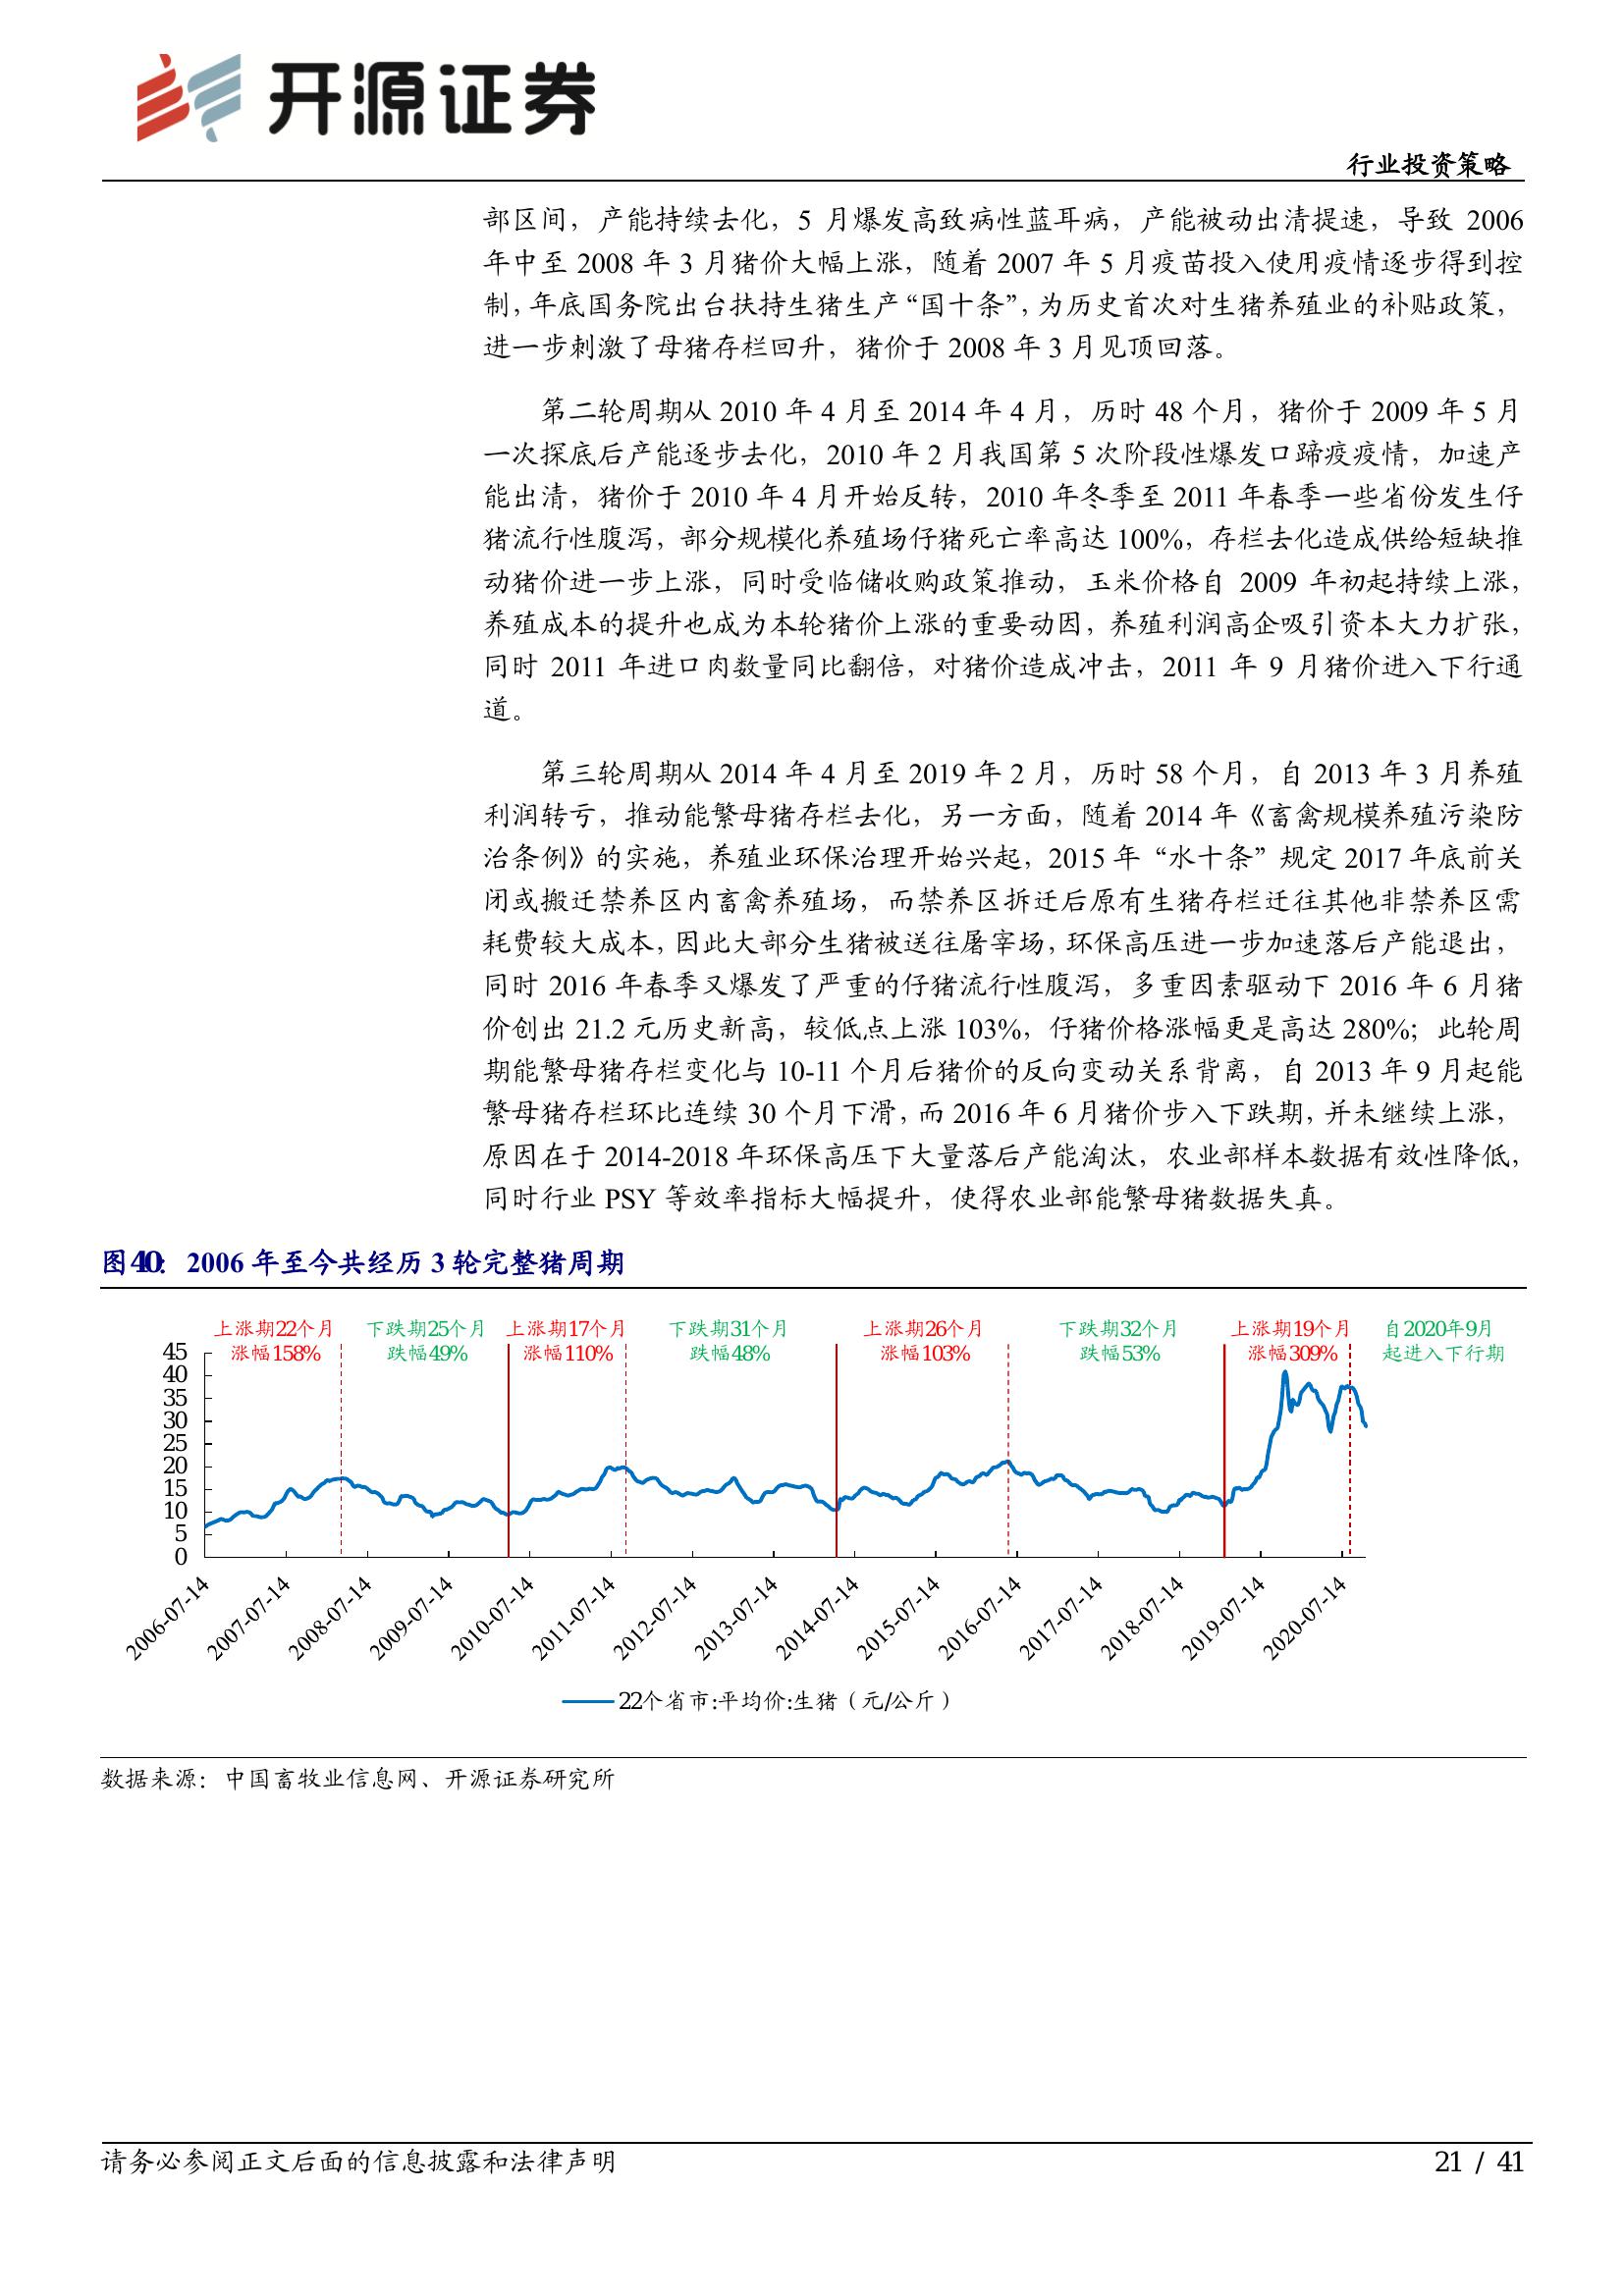 开源证券
行业投资策略
部区间，产能持续去化，5 月爆发高致病性蓝耳病，产能被动出清提速，导致 2006
年中至 2008 年 3 月猪价大幅上涨，随着 2007 年 5 月疫苗投入使用疫情逐步得到控
制，年底国务院出台扶持生猪生产“国十条”，为历史首次对生猪养殖业的补贴政策，
进一步刺激了母猪存栏回升，猪价于 2008 年 3 月见顶回落。
第二轮周期从 2010 年 4 月至 2014 年 4 月，历时 48 个月，猪价于 2009 年 5 月
一次探底后产能逐步去化，2010 年 2 月我国第 5 次阶段性爆发口蹄疫疫情，加速产
能出清，猪价于 2010 年 4 月开始反转，2010 年冬季至 2011 年春季一些省份发生仔
猪流行性腹泻，部分规模化养殖场仔猪死亡率高达 100%，存栏去化造成供给短缺推
动猪价进一步上涨，同时受临储收购政策推动，玉米价格自 2009 年初起持续上涨，
养殖成本的提升也成为本轮猪价上涨的重要动因，养殖利润高企吸引资本大力扩张，
同时 2011 年进口肉数量同比翻倍，对猪价造成冲击，2011 年 9 月猪价进入下行通
道。
第三轮周期从 2014 年 4 月至 2019 年 2 月，历时 58 个月，自 2013 年 3 月养殖
利润转亏，推动能繁母猪存栏去化，另一方面，随着 2014 年《畜禽规模养殖污染防
治条例》的实施，养殖业环保治理开始兴起，2015 年“水十条”规定 2017 年底前关
闭或搬迁禁养区内畜禽养殖场，而禁养区拆迁后原有生猪存栏迁往其他非禁养区需
耗费较大成本，因此大部分生猪被送往屠宰场，环保高压进一步加速落后产能退出，
同时 2016 年春季又爆发了严重的仔猪流行性腹泻，多重因素驱动下 2016 年 6 月猪
价创出 21.2 元历史新高，较低点上涨 103%，仔猪价格涨幅更是高达 280%；此轮周
期能繁母猪存栏变化与 10-11 个月后猪价的反向变动关系背离，自 2013 年 9 月起能
繁母猪存栏环比连续 30 个月下滑，而 2016 年 6 月猪价步入下跌期，并未继续上涨，
原因在于 2014-2018 年环保高压下大量落后产能淘汰，农业部样本数据有效性降低，
同时行业 PSY 等效率指标大幅提升，使得农业部能繁母猪数据失真。
图40： 2006 年至今共经历 3 轮完整猪周期
上涨期22个月 下跌期25个月 上涨期17个月 下跌期31个月 上涨期26个月 下跌期32个月 上涨期19个月 自2020年9月
涨幅158% 跌幅49% 涨幅110% 跌幅48% 涨幅103% 跌幅53% 涨幅309% 起进入下行期
45
40
35
30
25
20
15
10
5
0
2006-07-14 2007-07-14 2008-07-14 2009-07-14 2010-07-14 2011-07-14 2012-07-14 2013-07-14 2014-07-14 2015-07-14 2016-07-14 2017-07-14 2018-07-14 2019-07-14 2020-07-14
22个省市:平均价:生猪（元/公斤）
数据来源：中国畜牧业信息网、开源证券研究所
请务必参阅正文后面的信息披露和法律声明
21 / 41